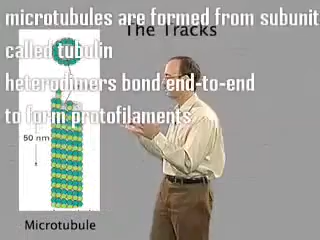 microtubules are formed from subunit
The Tracks
called tubulin
heterodimers bond end-to-end
to form protofilaments.
50 nm
Microtubule